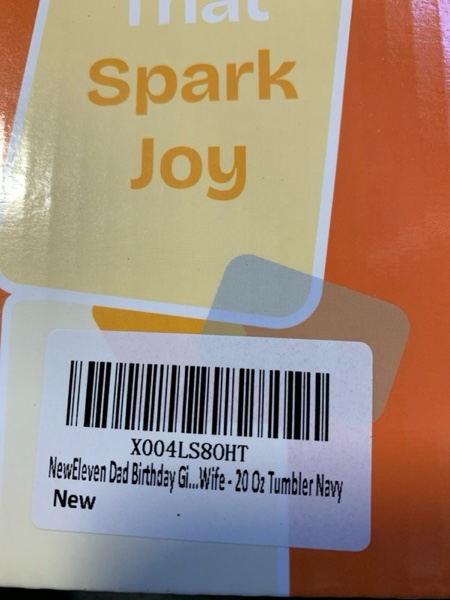 That
Spark
Joy
X004LS8OHT
NewEleven Dad Birthday Gi...Wife - 20 Oz Tumbler Navy
New